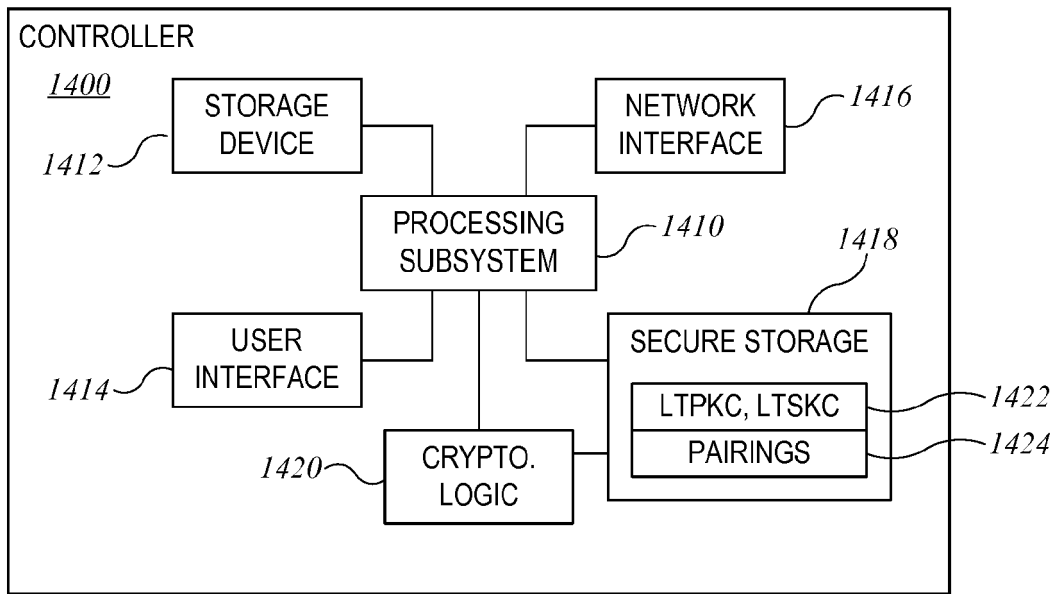 CONTROLLER
1400
STORAGE
DEVICE
1412
NETWORK
INTERFACE
1416
PROCESSING
SUBSYSTEM
1410
1418
USER
INTERFACE
1414
SECURE STORAGE
LTPKC, LTSKC
1422
PAIRINGS
1424
CRYPTO.
LOGIC
1420